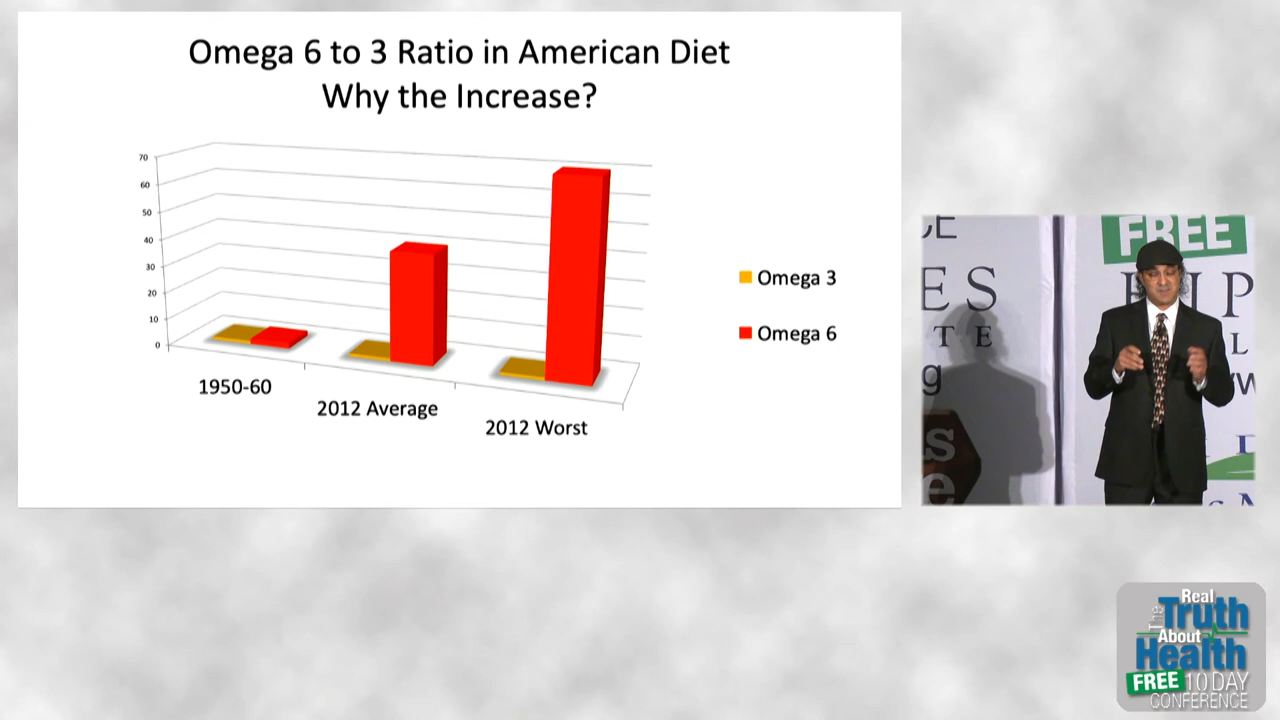 Omega 6 to 3 Ratio in American Diet
Why the Increase?
70
60
50
40
30
20
10
0
1950-60
2012 Average
2012 Worst
Omega 3
Omega 6
FREE
E S
T E
L
g
s
e
The Real
Truth
About
Health
FREE 10 DAY
CONFERENCE